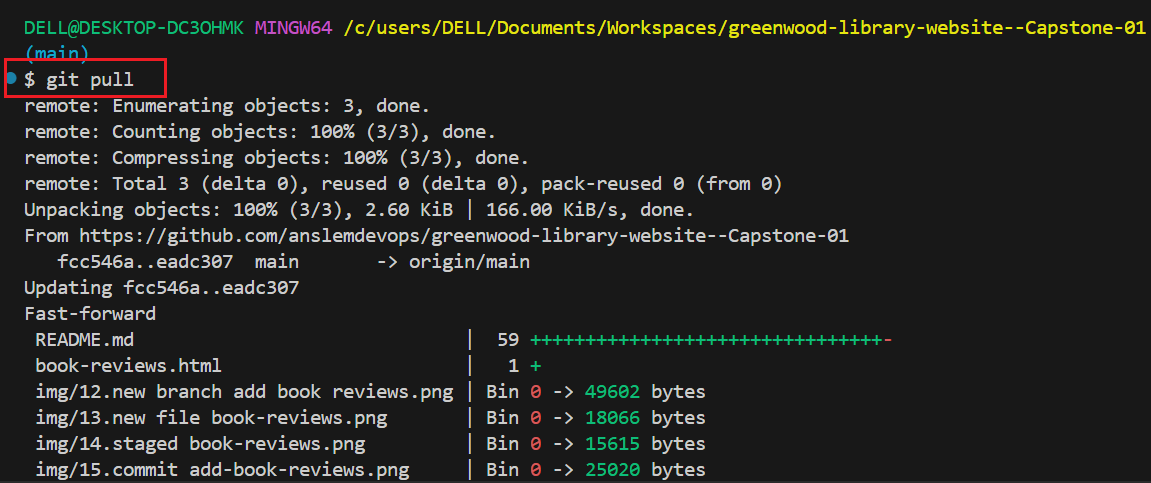 DELL@DESKTOP-DC3OHMK MINGW64 /c/users/DELL/Documents/Workspaces/greenwood-library-website--Capstone-01
(main)
$ git pull
remote: Enumerating objects: 3, done.
remote: Counting objects: 100% (3/3), done.
remote: Compressing objects: 100% (3/3), done.
remote: Total 3 (delta 0), reused 0 (delta 0), pack-reused 0 (from 0)
Unpacking objects: 100% (3/3), 2.60 KiB | 166.00 KiB/s, done.
From https://github.com/anslemdevops/greenwood-library-website--Capstone-01
   fcc546a..eadc307  main       -> origin/main
Updating fcc546a..eadc307
Fast-forward
 README.md                              |  59 ++++++++++++++++++++++++++++++++-
 book-reviews.html                      |   1 +
 img/12.new branch add book reviews.png | Bin 0 -> 49602 bytes
 img/13.new file book-reviews.png       | Bin 0 -> 18066 bytes
 img/14.staged book-reviews.png         | Bin 0 -> 15615 bytes
 img/15.commit add-book-reviews.png     | Bin 0 -> 25020 bytes